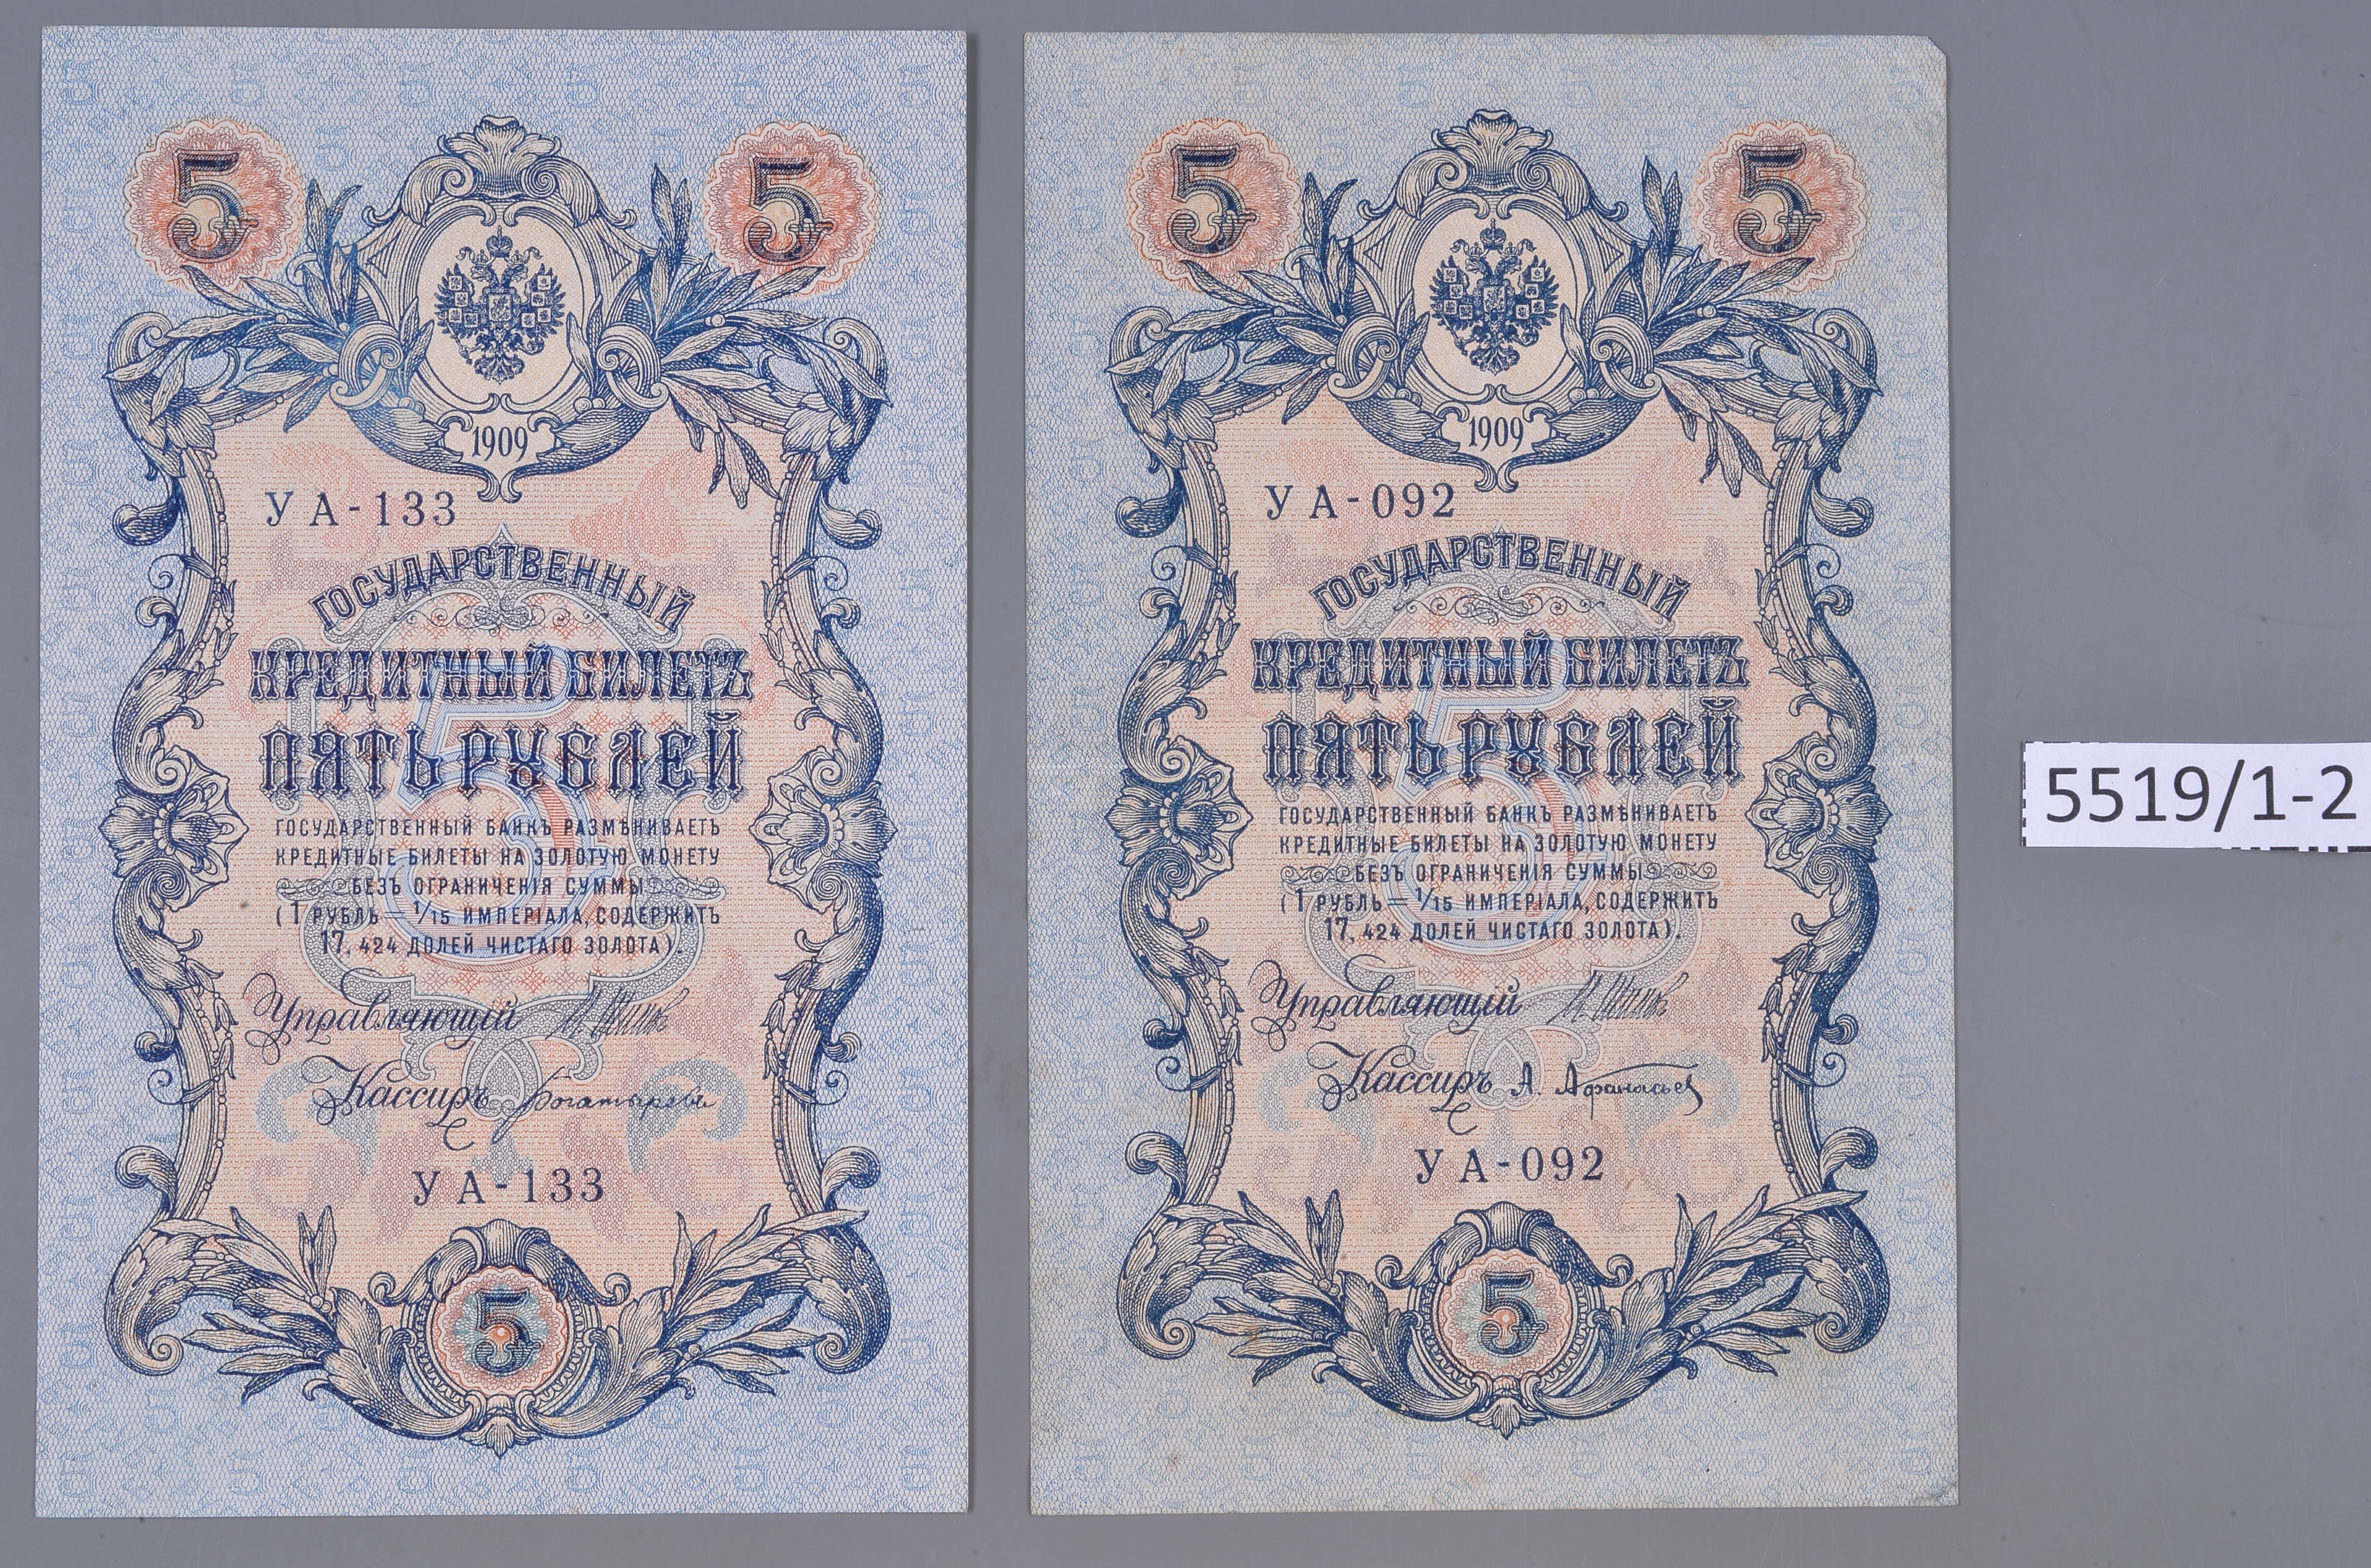 5 5
1909
УА-133
ГОСУДАРСТВЕННЫЙ
КРЕДИТНЫЙ БИЛЕТЪ
ПЯТЬ РУБЛЕЙ
ГОСУДАРСТВЕННЫЙ БАНКЪ РАЗМѢНИВАЕТЪ
КРЕДИТНЫЕ БИЛЕТЫ НА ЗОЛОТУЮ МОНЕТУ
БЕЗЪ ОГРАНИЧЕНІЯ СУММЫ
(1 РУБЛЬ = 1/15 ИМПЕРІАЛА, СОДЕРЖИТЪ
17,424 ДОЛЕЙ ЧИСТАГО ЗОЛОТА).
Управляющій
Кассиръ Богатыревъ
УА-133
5
5 5
1909
УА-092
ГОСУДАРСТВЕННЫЙ
КРЕДИТНЫЙ БИЛЕТЪ
ПЯТЬ РУБЛЕЙ
ГОСУДАРСТВЕННЫЙ БАНКЪ РАЗМѢНИВАЕТЪ
КРЕДИТНЫЕ БИЛЕТЫ НА ЗОЛОТУЮ МОНЕТУ
БЕЗЪ ОГРАНИЧЕНІЯ СУММЫ
(1 РУБЛЬ = 1/15 ИМПЕРІАЛА, СОДЕРЖИТЪ
17,424 ДОЛЕЙ ЧИСТАГО ЗОЛОТА).
Управляющій
Кассиръ А. Афанасьев
УА-092
5
5519/1-2